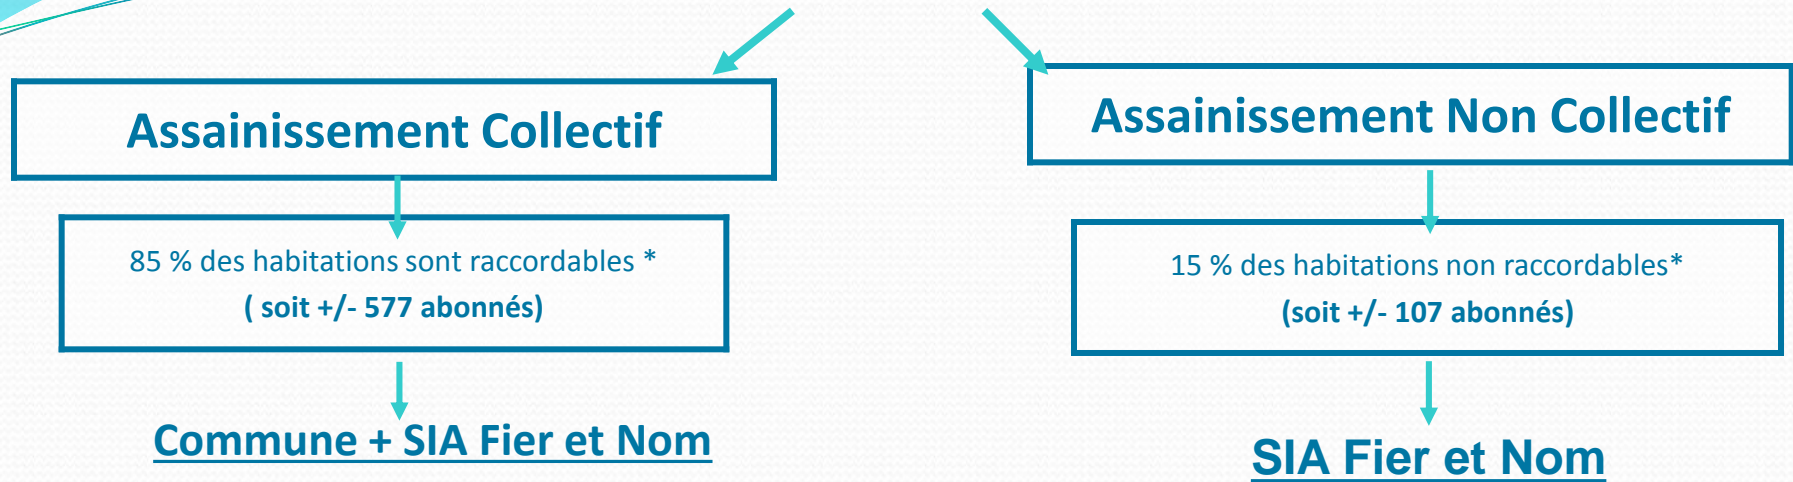 Assainissement Collectif
85 % des habitations sont raccordables *
( soit +/- 577 abonnés)
Commune + SIA Fier et Nom
Assainissement Non Collectif
15 % des habitations non raccordables*
(soit +/- 107 abonnés)
SIA Fier et Nom